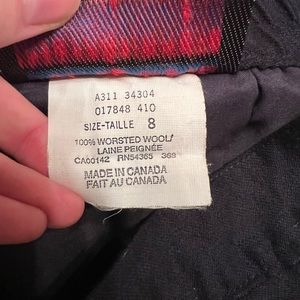 A311 34304
017848 410
SIZE-TAILLE 8
100% WORSTED WOOL
LAINE PEIGNÉE
CA00142 RN54365 368
MADE IN CANADA
FAIT AU CANADA